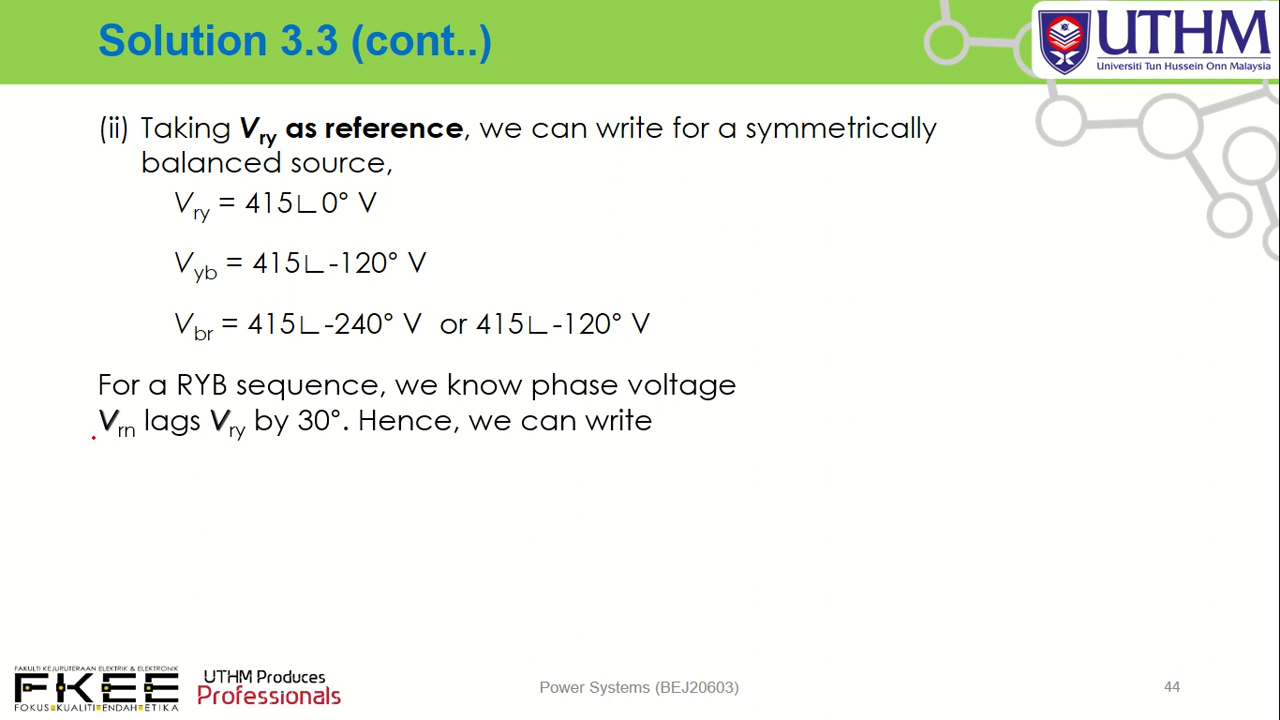 Solution 3.3 (cont..)
UTHM
Universiti Tun Hussein Onn Malaysia
(ii) Taking Vry as reference, we can write for a symmetrically
balanced source,
Vry = 415∟0° V
Vyb = 415∟-120° V
Vbr = 415∟-240° V or 415∟-120° V
For a RYB sequence, we know phase voltage
Vrn lags Vry by 30°. Hence, we can write
FAKULTI KEJURUTERAAN ELEKTRIK & ELEKTRONIK
FKEE
FOKUS KUALITI ENDAH ETIKA
UTHM Produces
Professionals
Power Systems (BEJ20603)
44